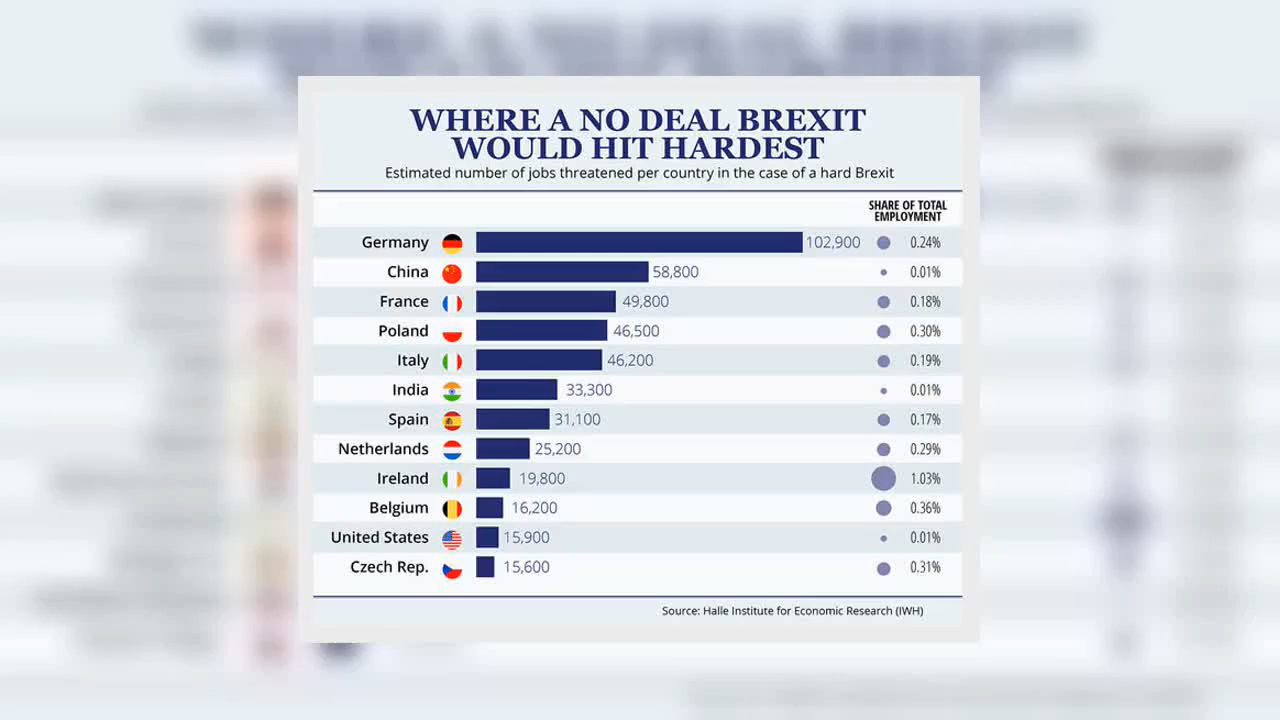 WHERE A NO DEAL BREXIT
WOULD HIT HARDEST
Estimated number of jobs threatened per country in the case of a hard Brexit
SHARE OF TOTAL
EMPLOYMENT
Germany 102,900 0.24%
China 58,800 0.01%
France 49,800 0.18%
Poland 46,500 0.30%
Italy 46,200 0.19%
India 33,300 0.01%
Spain 31,100 0.17%
Netherlands 25,200 0.29%
Ireland 19,800 1.03%
Belgium 16,200 0.36%
United States 15,900 0.01%
Czech Rep. 15,600 0.31%
Source: Halle Institute for Economic Research (IWH)